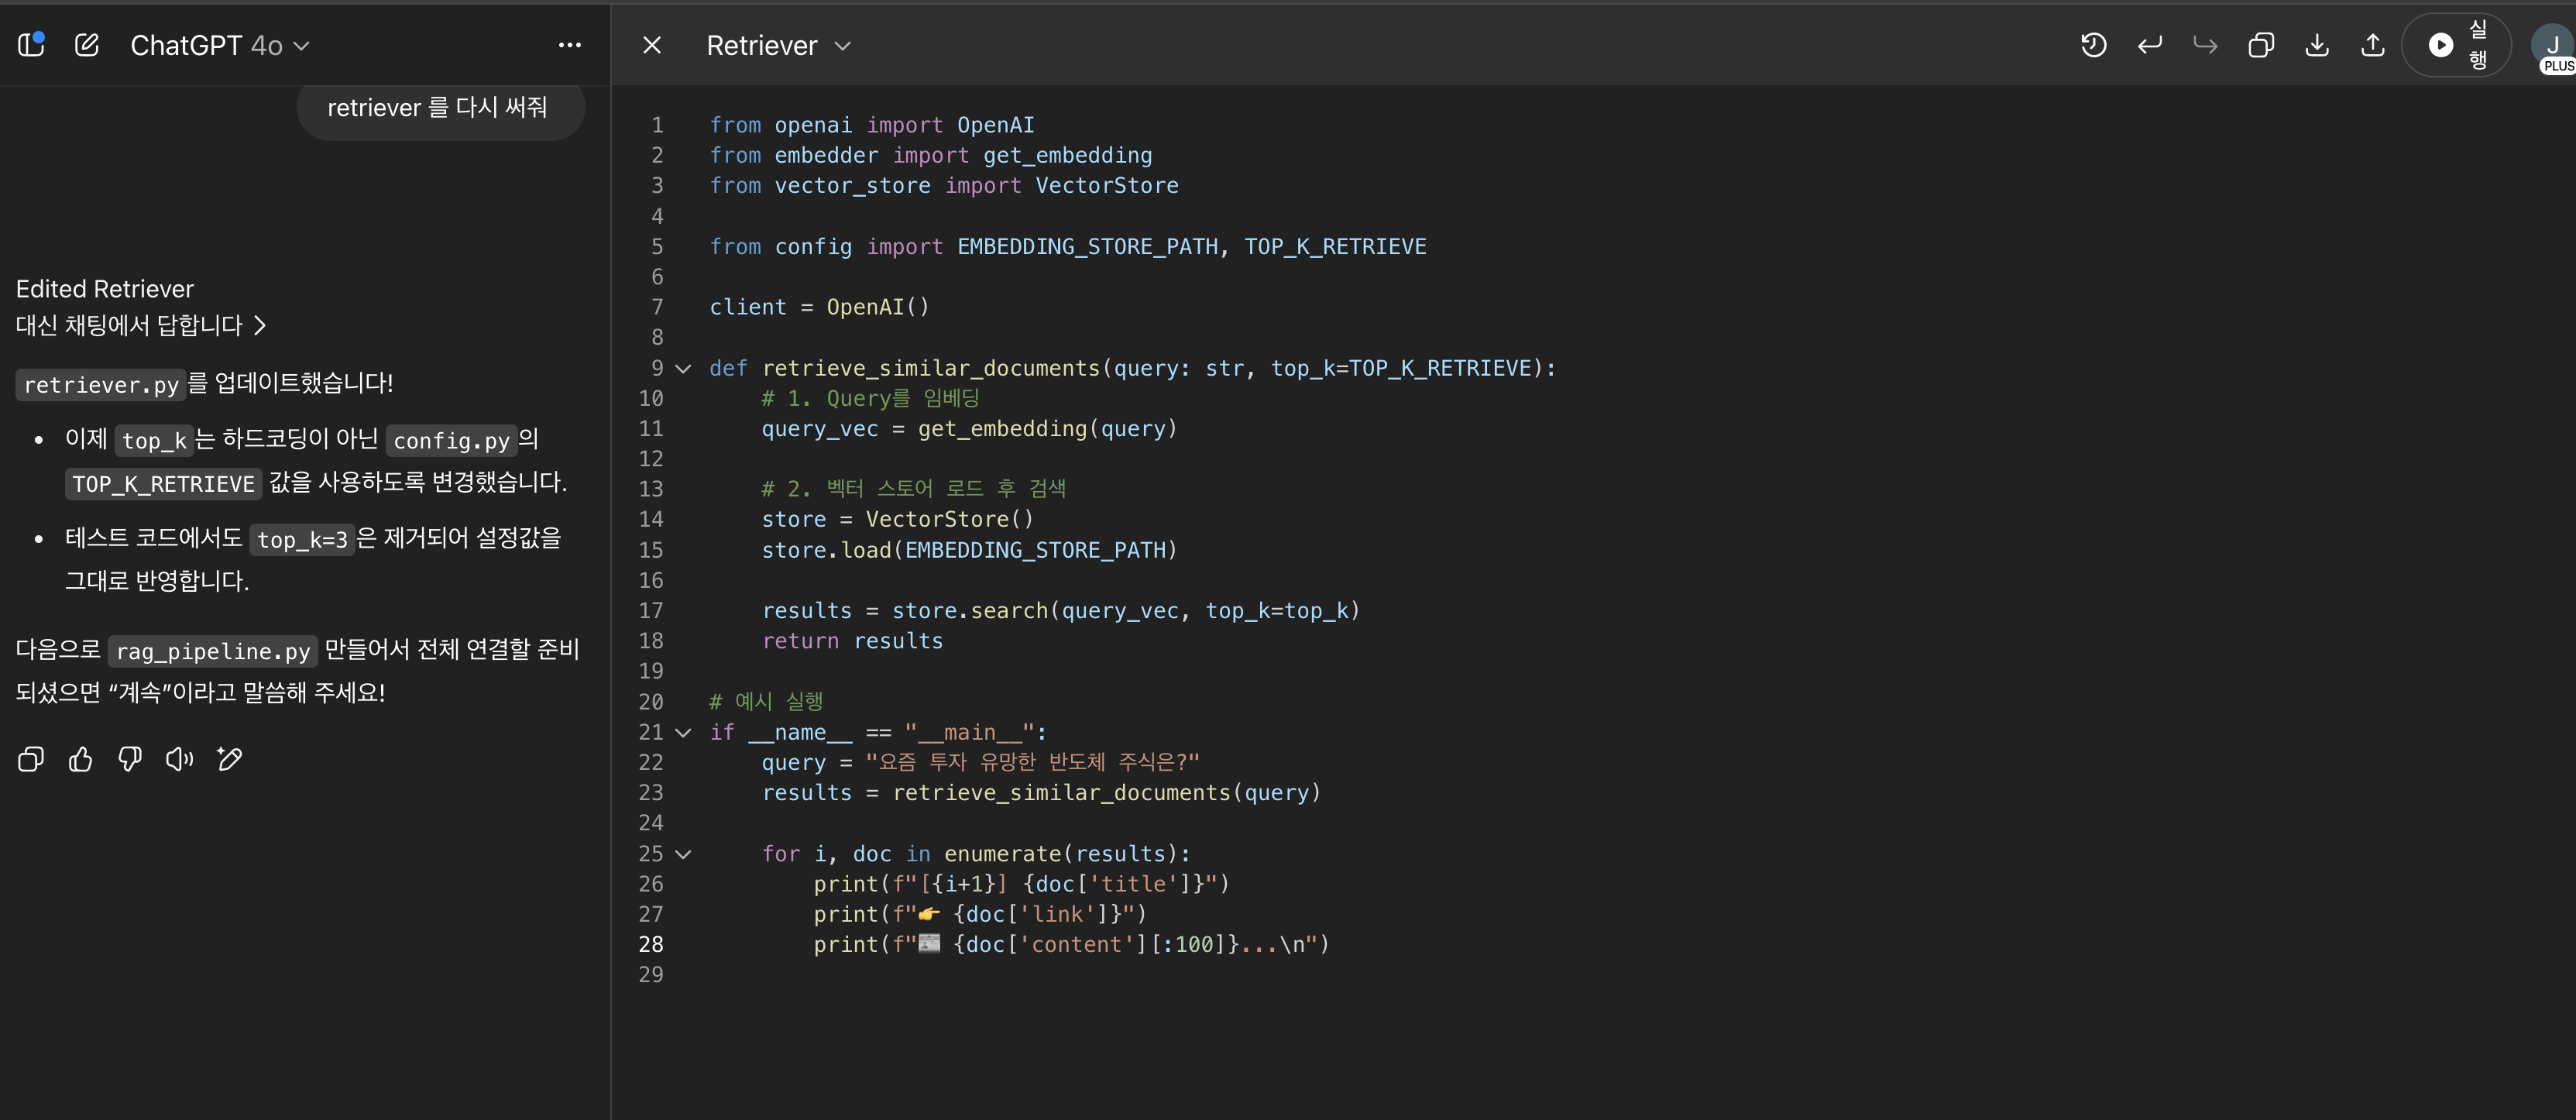 ChatGPT 4o
retriever 를 다시 써줘
Edited Retriever
대신 채팅에서 답합니다
retriever.py를 업데이트했습니다!
• 이제 top_k는 하드코딩이 아닌 config.py의
TOP_K_RETRIEVE 값을 사용하도록 변경했습니다.
• 테스트 코드에서도 top_k=3은 제거되어 설정값을
그대로 반영합니다.
다음으로 rag_pipeline.py 만들어서 전체 연결할 준비
되셨으면 “계속”이라고 말씀해 주세요!
Retriever
실
행
J
PLUS
1 from openai import OpenAI
2 from embedder import get_embedding
3 from vector_store import VectorStore
4
5 from config import EMBEDDING_STORE_PATH, TOP_K_RETRIEVE
6
7 client = OpenAI()
8
9 def retrieve_similar_documents(query: str, top_k=TOP_K_RETRIEVE):
10     # 1. Query를 임베딩
11     query_vec = get_embedding(query)
12
13     # 2. 벡터 스토어 로드 후 검색
14     store = VectorStore()
15     store.load(EMBEDDING_STORE_PATH)
16
17     results = store.search(query_vec, top_k=top_k)
18     return results
19
20 # 예시 실행
21 if __name__ == "__main__":
22     query = "요즘 투자 유망한 반도체 주식은?"
23     results = retrieve_similar_documents(query)
24
25     for i, doc in enumerate(results):
26         print(f"[{i+1}] {doc['title']}")
27         print(f"👉 {doc['link']}")
28         print(f"📰 {doc['content'][:100]}...\n")
29